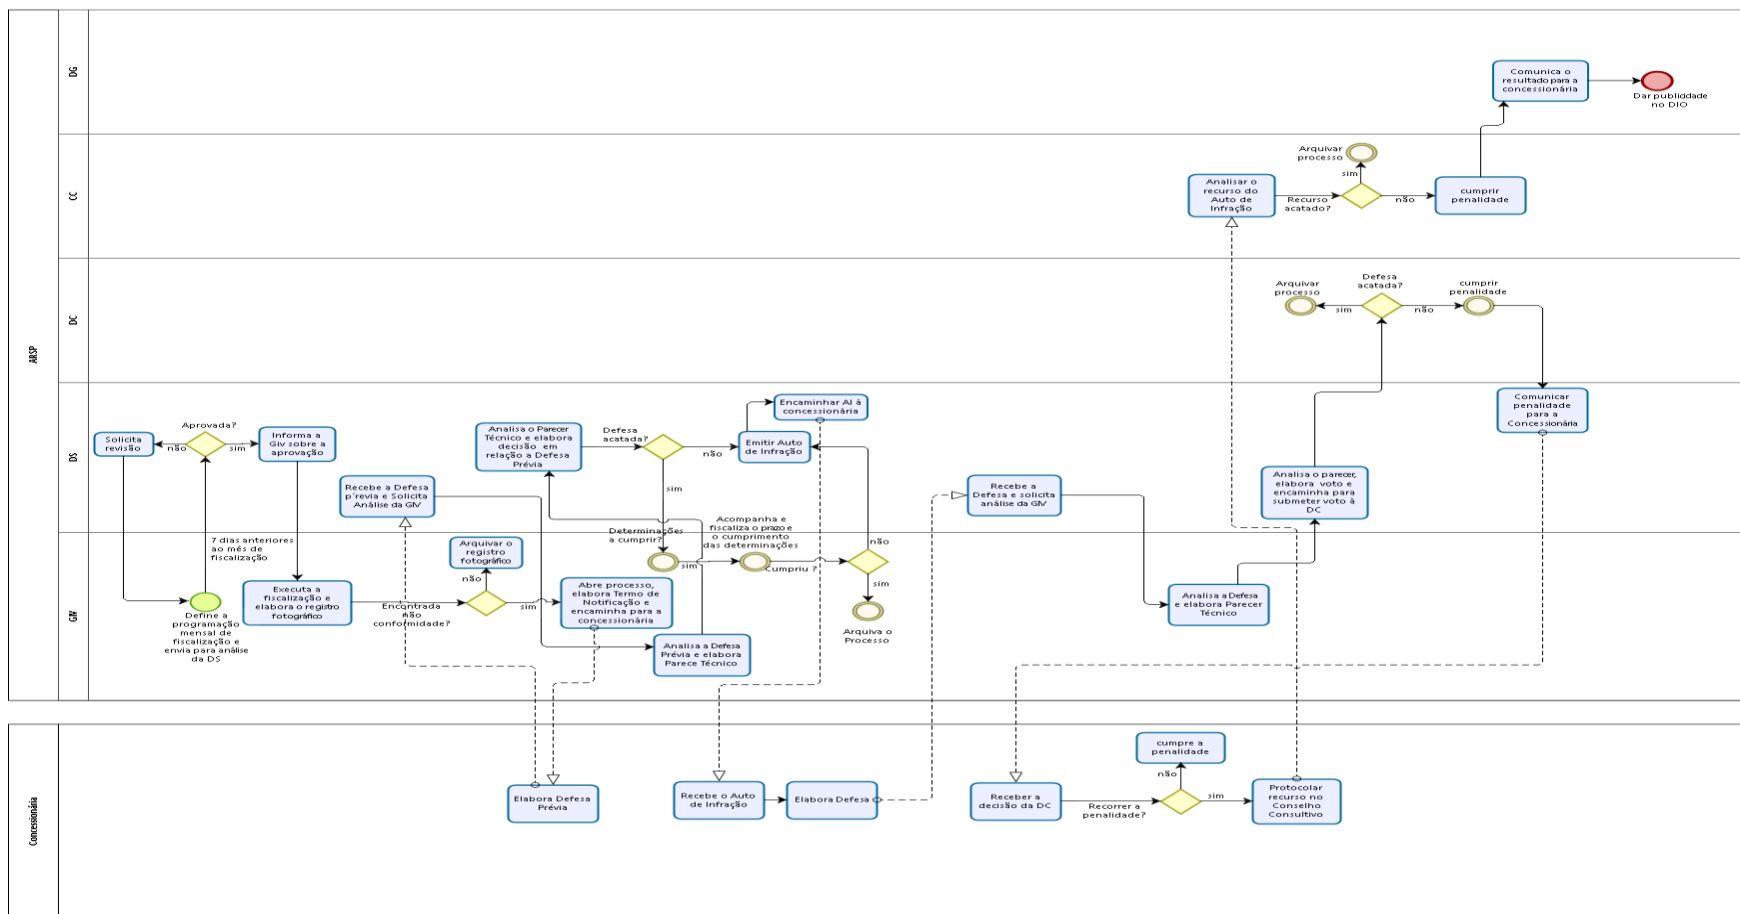 ARSP
DG
CC
DC
DS
GIV
Concessionária
Comunica o
resultado para a
concessionária
Dar publicidade
no DIO
Arquivar
processo
sim
Analisar o
recurso do
Auto de
Infração
Recurso
acatado?
não
cumprir
penalidade
Defesa
acatada?
Arquivar
processo
sim
não
cumprir
penalidade
Comunicar
penalidade
para a
Concessionária
Aprovada?
Solicita
revisão
não
sim
Informa a
Giv sobre a
aprovação
Recebe a Defesa
p´revia e Solicita
Análise da GIV
Analisa o Parecer
Técnico e elabora
decisão em
relação a Defesa
Prévia
Defesa
acatada?
não
sim
Encaminhar AI à
concessionária
Emitir Auto
de Infração
Recebe a
Defesa e solicita
análise da GIV
Analisa o parecer,
elabora voto e
encaminha para
submeter voto à
DC
7 dias anteriores
ao mês de
fiscalização
Define a
programação
mensal de
fiscalização e
envia para análise
da DS
Executa a
fiscalização e
elabora o registro
fotográfico
Encontrada
não
conformidade?
Arquivar o
registro
fotográfico
não
sim
Abre processo,
elabora Termo de
Notificação e
encaminha para a
concessionária
Analisa a Defesa
Prévia e elabora
Parece Técnico
Determinações
a cumprir?
sim
Acompanha e
fiscaliza o prazo e
o cumprimento
das determinações
Cumpriu ?
não
sim
Arquiva o
Processo
Analisa a Defesa
e elabora Parecer
Técnico
Elabora Defesa
Prévia
Recebe o Auto
de Infração
Elabora Defesa
Receber a
decisão da DC
Recorrer a
penalidade?
cumpre a
penalidade
não
sim
Protocolar
recurso no
Conselho
Consultivo